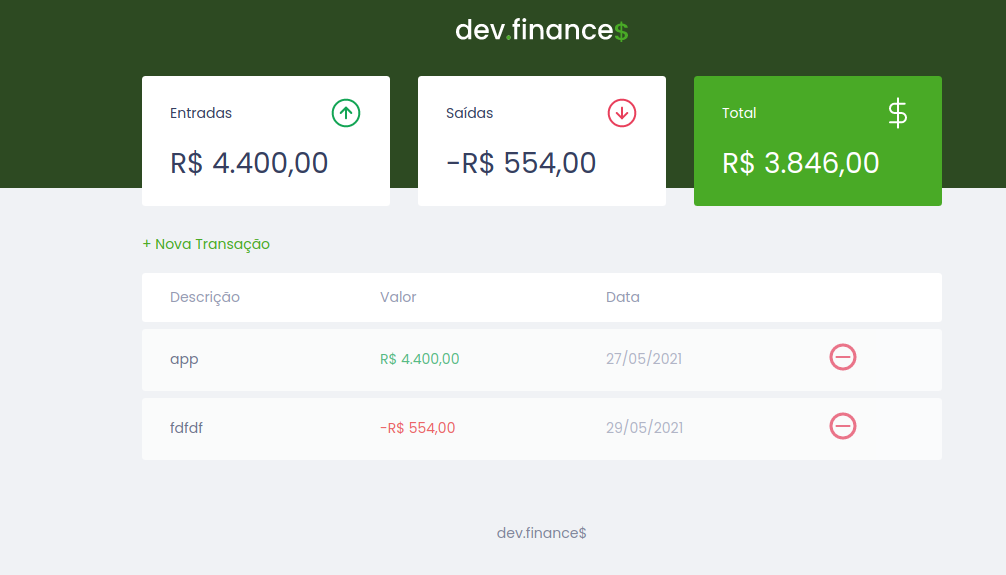 dev.finance$
Entradas
R$ 4.400,00
Saídas
-R$ 554,00
Total $
R$ 3.846,00
+ Nova Transação
Descrição Valor Data
app R$ 4.400,00 27/05/2021
fdfdf -R$ 554,00 29/05/2021
dev.finance$